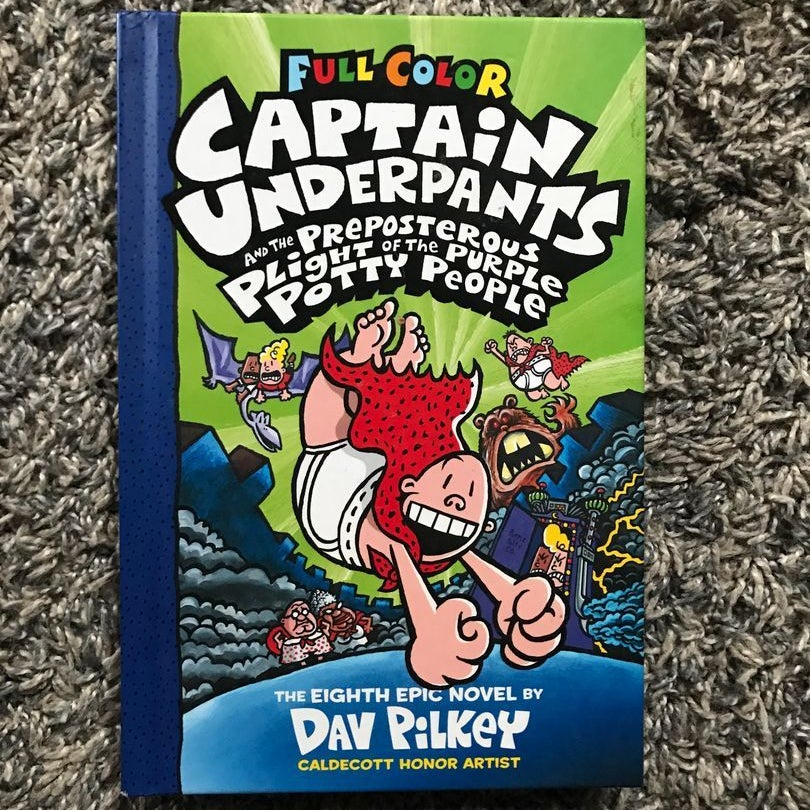 FULL COLOR
CAPTAIN
UNDERPANTS
AND THE PREPOSTEROUS
PLIGHT OF THE PURPLE
POTTY PEOPLE
THE EIGHTH EPIC NOVEL BY
DAV PILKEY
CALDECOTT HONOR ARTIST